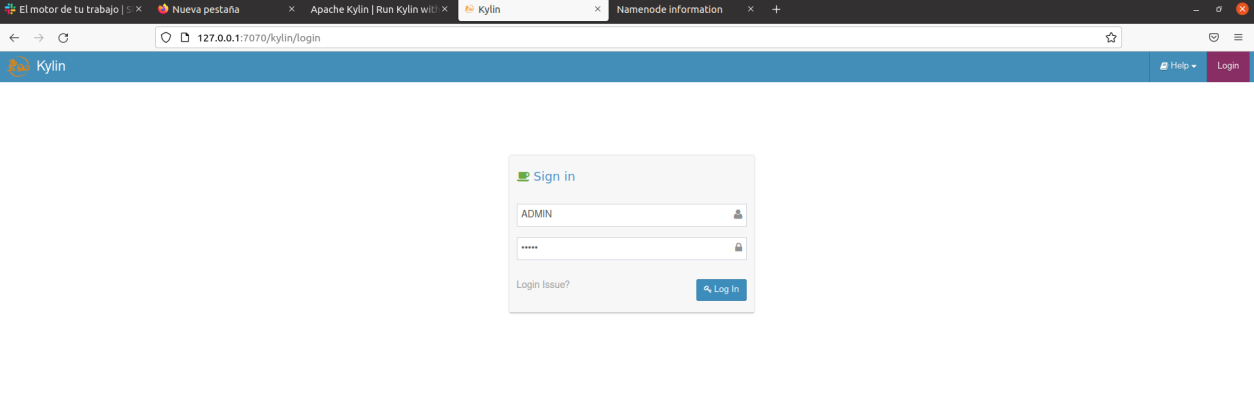 El motor de tu trabajo | S
Nueva pestaña
Apache Kylin | Run Kylin with
Kylin
Namenode information
127.0.0.1:7070/kylin/login
Kylin
Help
Login
Sign in
ADMIN
•••••
Login Issue?
Log In